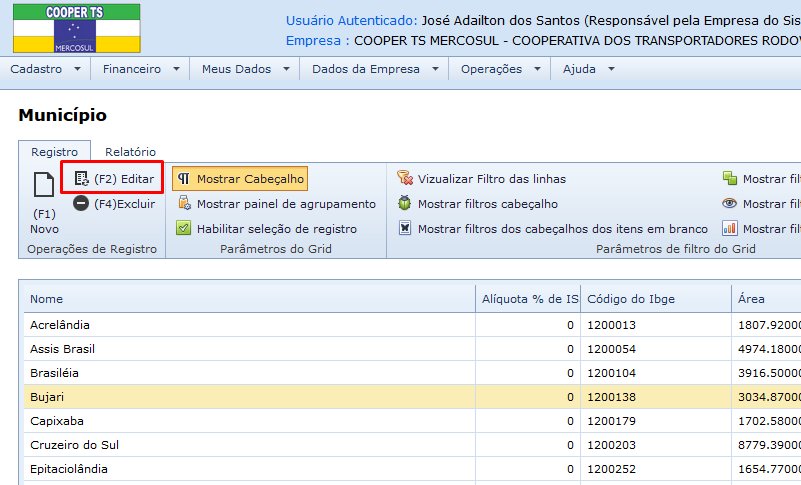 COOPER TS
MERCOSUL
Usuário Autenticado: José Adailton dos Santos (Responsável pela Empresa do Sis
Empresa : COOPER TS MERCOSUL - COOPERATIVA DOS TRANSPORTADORES RODO
Cadastro Financeiro Meus Dados Dados da Empresa Operações Ajuda
Município
Registro Relatório
(F1) Novo
(F2) Editar
(F4)Excluir
Operações de Registro
Mostrar Cabeçalho
Mostrar painel de agrupamento
Habilitar seleção de registro
Parâmetros do Grid
Visualizar Filtro das linhas
Mostrar filtros cabeçalho
Mostrar filtros dos cabeçalhos dos itens em branco
Mostrar filt
Mostrar filt
Mostrar filt
Parâmetros de filtro do Grid
Nome Alíquota % de IS Código do Ibge Área
Acrelândia 0 1200013 1807.92000
Assis Brasil 0 1200054 4974.18000
Brasiléia 0 1200104 3916.50000
Bujari 0 1200138 3034.87000
Capixaba 0 1200179 1702.58000
Cruzeiro do Sul 0 1200203 8779.39000
Epitaciolândia 0 1200252 1654.77000